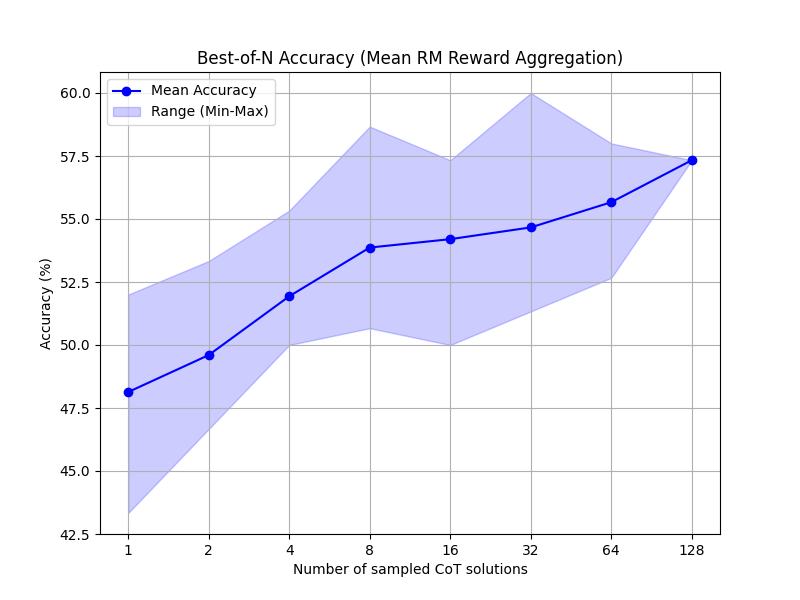 Best-of-N Accuracy (Mean RM Reward Aggregation)
Mean Accuracy
Range (Min-Max)
60.0
57.5
55.0
52.5
50.0
47.5
45.0
42.5
Accuracy (%)
1 2 4 8 16 32 64 128
Number of sampled CoT solutions